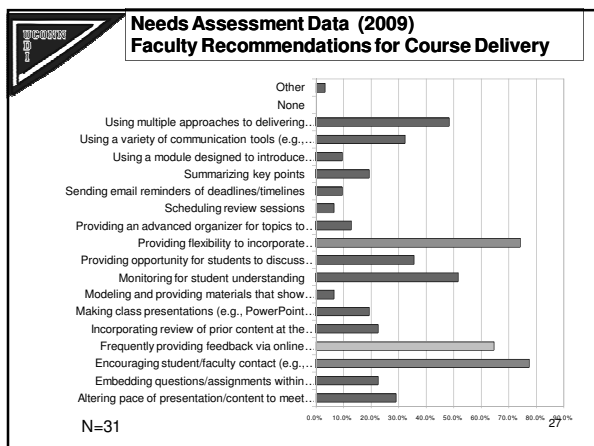 UCONN
UDI
Needs Assessment Data (2009)
Faculty Recommendations for Course Delivery
Other
None
Using multiple approaches to delivering...
Using a variety of communication tools (e.g.,...
Using a module designed to introduce...
Summarizing key points
Sending email reminders of deadlines/timelines
Scheduling review sessions
Providing an advanced organizer for topics to..
Providing flexibility to incorporate..
Providing opportunity for students to discuss..
Monitoring for student understanding
Modeling and providing materials that show...
Making class presentations (e.g., PowerPoint...
Incorporating review of prior content at the..
Frequently providing feedback via online..
Encouraging student/faculty contact (e.g.,..
Embedding questions/assignments within..
Altering pace of presentation/content to meet..
0.0% 10.0% 20.0% 30.0% 40.0% 50.0% 60.0% 70.0% 80.0% 90.0%
N=31
27